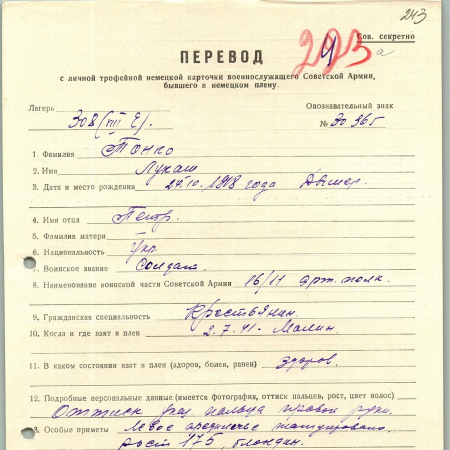 243
Сов. секретно
293
4
а
ПЕРЕВОД
с личной трофейной немецкой карточки военнослужащего Советской Армии,
бывшего в немецком плену.
Лагерь 308 (VIII E).
Опознавательный знак
№ 30365
1. Фамилия Тонко
2. Имя Лукаш
3. Дата и место рождения 24.10.1918 года Дымер.
4. Имя отца Петр.
5. Фамилия матери —
6. Национальность Укр.
7. Воинское звание Солдат.
8. Наименование воинской части Советской Армии 16/11 арт. полк.
9. Гражданская специальность Крестьянин.
10. Когда и где взят в плен 2.7.41 - Малин.
11. В каком состоянии взят в плен (здоров, болен, ранен) здоров.
12. Подробные персональные данные (имеется фотография, оттиск пальцев, рост, цвет волос)
Оттиск указ. пальца правой руки.
13. Особые приметы Левое предплечье татуировано.
рост 175, блондин.